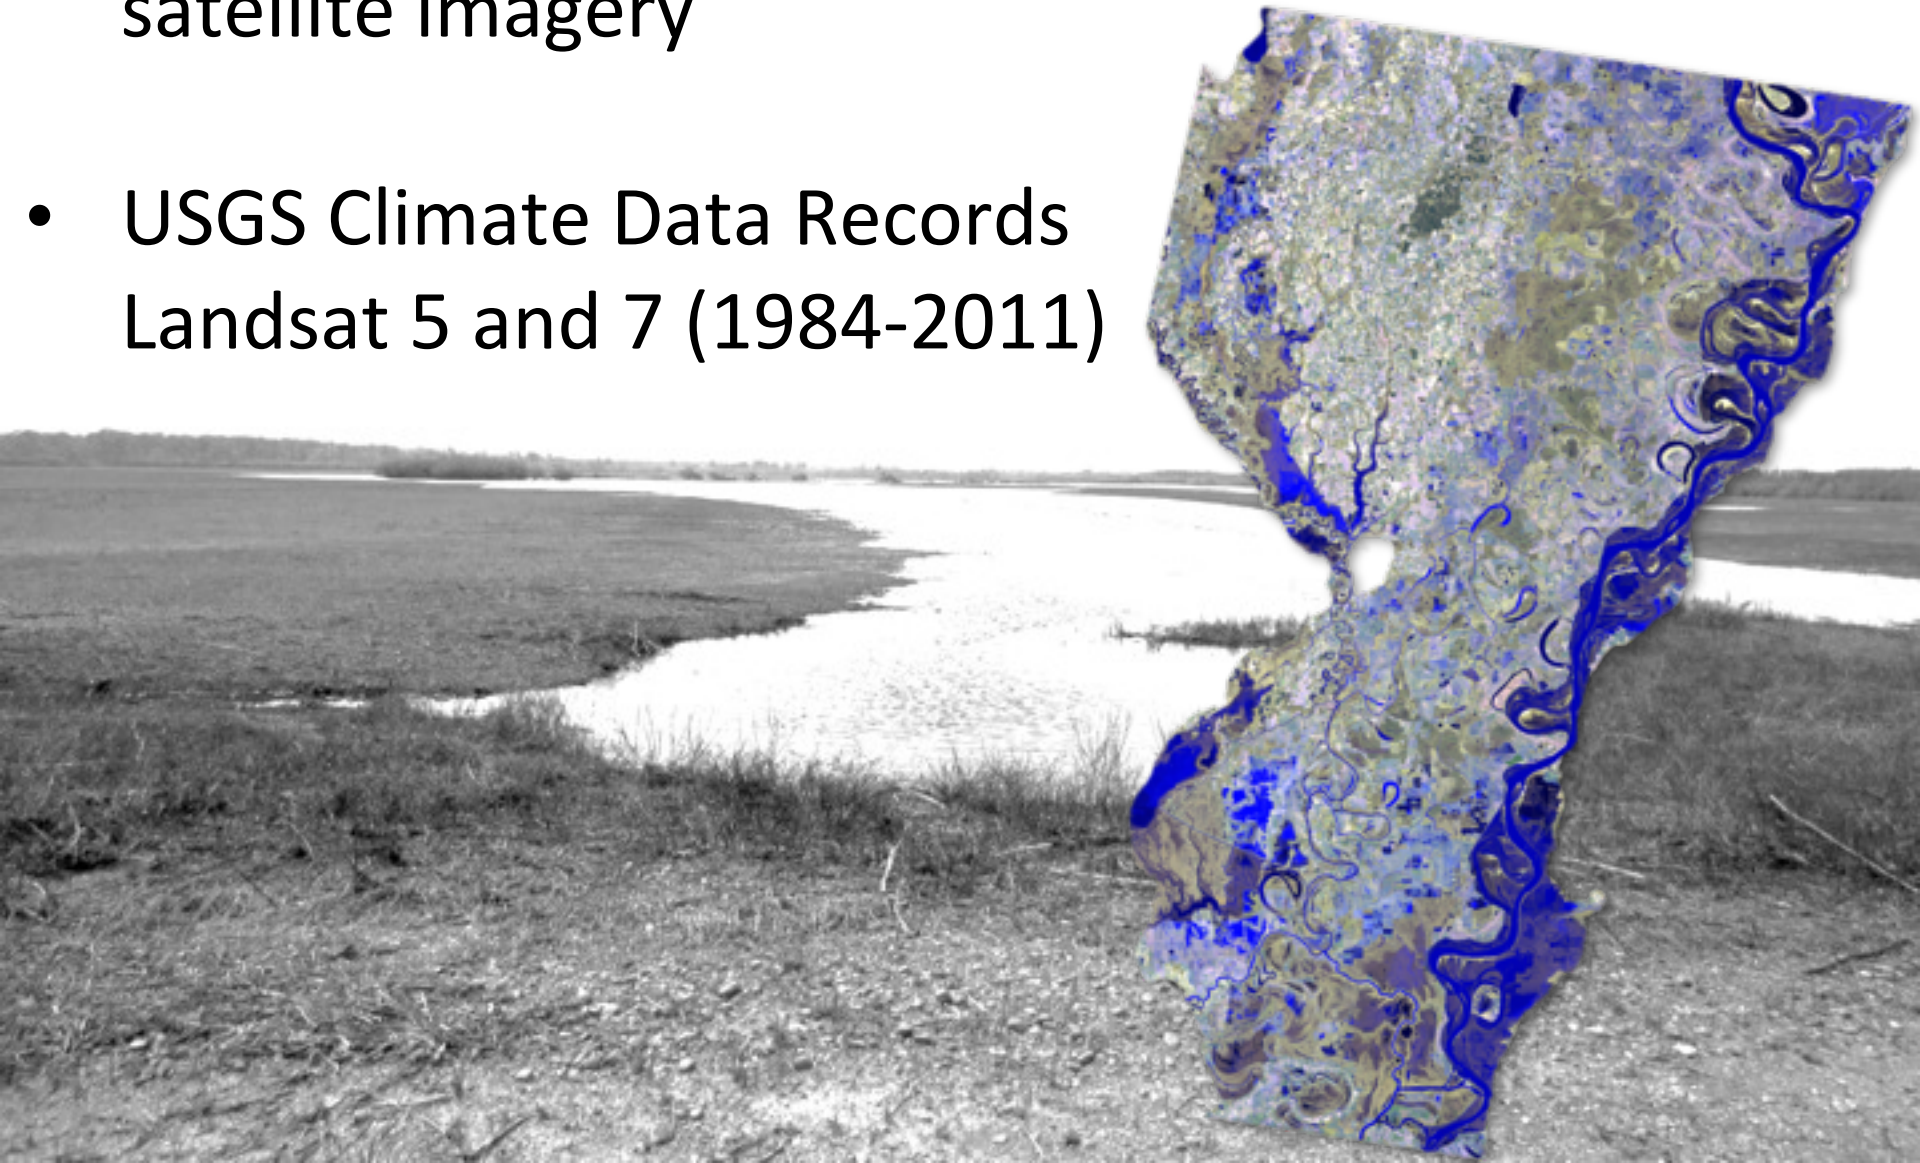 satellite imagery
• USGS Climate Data Records
Landsat 5 and 7 (1984-2011)